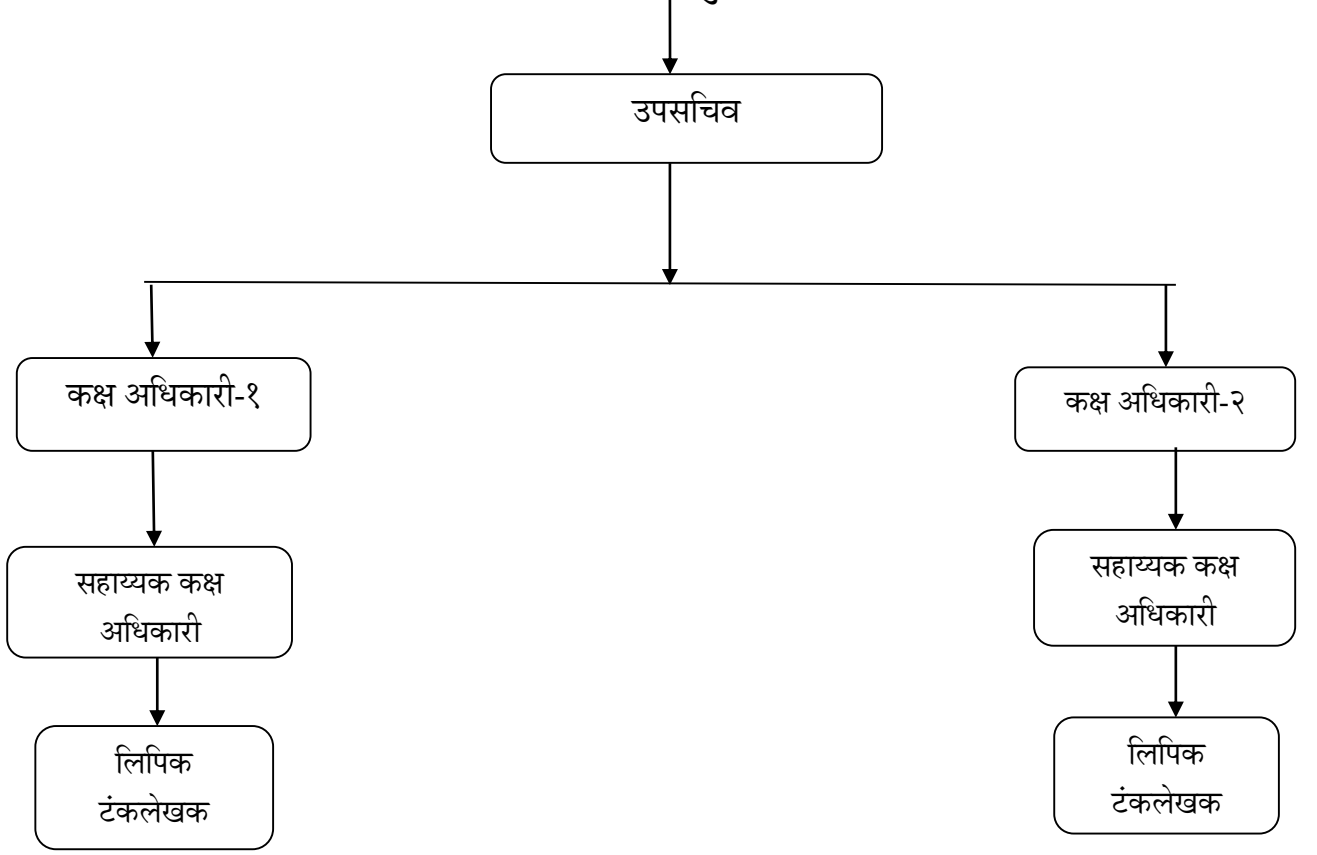 उपसचिव
कक्ष अधिकारी-१
कक्ष अधिकारी-२
सहाय्यक कक्ष
अधिकारी
सहाय्यक कक्ष
अधिकारी
लिपिक
टंकलेखक
लिपिक
टंकलेखक